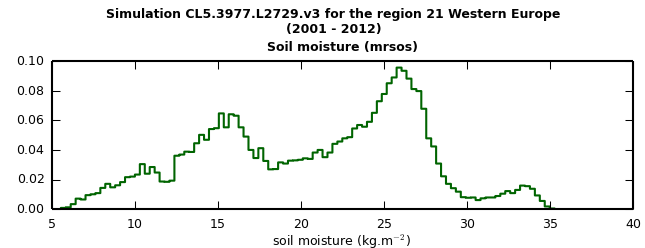 Simulation CL5.3977.L2729.v3 for the region 21 Western Europe
(2001 - 2012)
Soil moisture (mrsos)
0.10
0.08
0.06
0.04
0.02
0.00
5 10 15 20 25 30 35 40
soil moisture (kg.m⁻²)